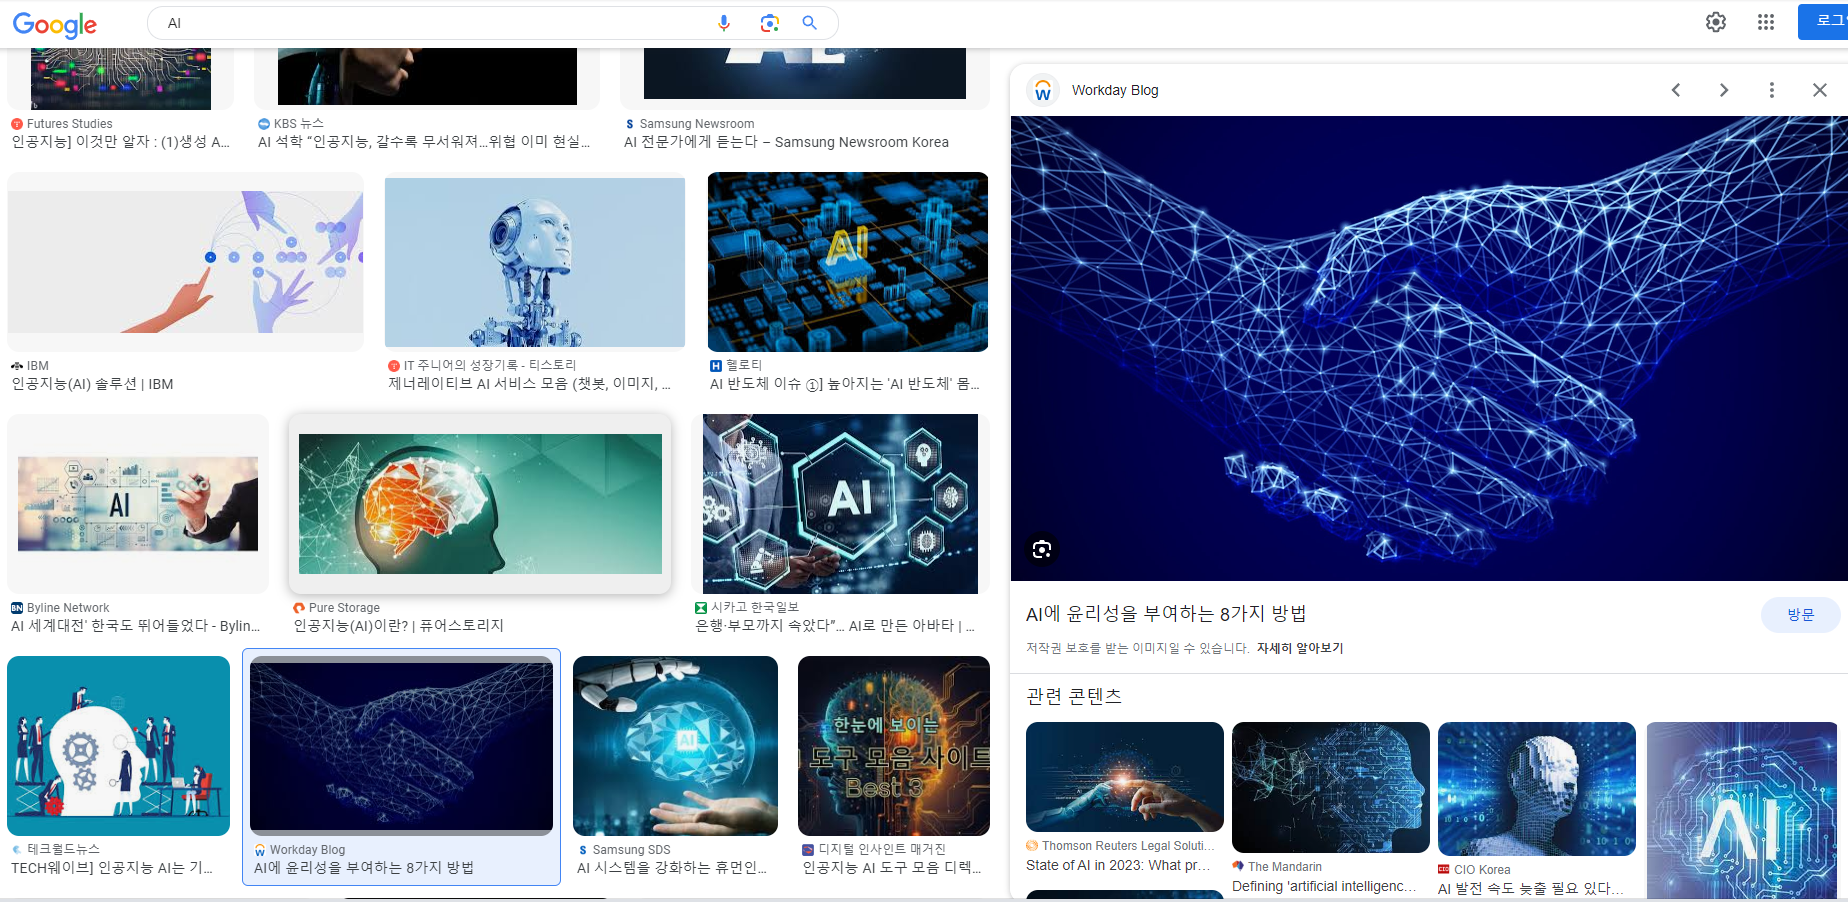 Google
AI
로그
Futures Studies
인공지능] 이것만 알자 : (1)생성 A...
KBS 뉴스
AI 석학 “인공지능, 갈수록 무서워져...위협 이미 현실...
Samsung Newsroom
AI 전문가에게 듣는다 – Samsung Newsroom Korea
IBM
인공지능(AI) 솔루션 | IBM
AI
IT 주니어의 성장기록 - 티스토리
제너레이티브 AI 서비스 모음 (챗봇, 이미지, ...
헬로티
AI 반도체 이슈 ①] 높아지는 'AI 반도체' 몸...
AI
Byline Network
AI 세계대전' 한국도 뛰어들었다 - Bylin...
Pure Storage
인공지능(AI)이란? | 퓨어스토리지
AI
시카고 한국일보
은행·부모까지 속았다”... AI로 만든 아바타 | ...
테크월드뉴스
TECH웨이브] 인공지능 AI는 기...
Workday Blog
AI에 윤리성을 부여하는 8가지 방법
AI
Samsung SDS
AI 시스템을 강화하는 휴먼인...
한눈에 보이는
도구 모음 사이트
Best 3
디지털 인사이트 매거진
인공지능 AI 도구 모음 디렉...
Workday Blog
AI에 윤리성을 부여하는 8가지 방법
방문
저작권 보호를 받는 이미지일 수 있습니다. 자세히 알아보기
관련 콘텐츠
Thomson Reuters Legal Soluti...
State of AI in 2023: What pr...
The Mandarin
Defining 'artificial intelligenc...
CIO Korea
AI 발전 속도 늦출 필요 있다...
AI